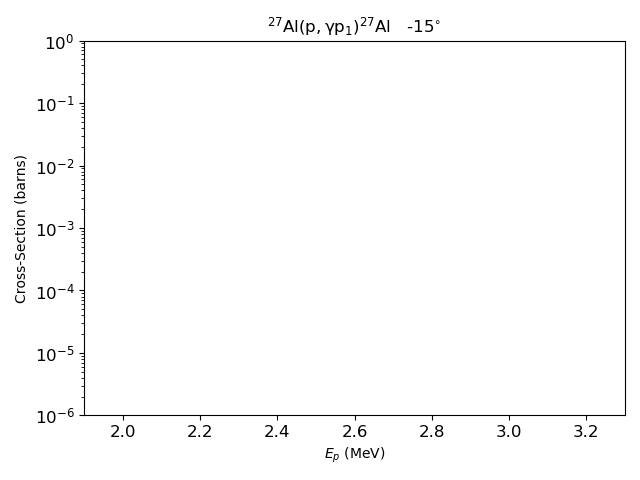 ²⁷Al(p, γp₁)²⁷Al -15°
10⁰
10⁻¹
10⁻²
10⁻³
10⁻⁴
10⁻⁵
10⁻⁶
Cross-Section (barns)
2.0 2.2 2.4 2.6 2.8 3.0 3.2
Eₚ (MeV)